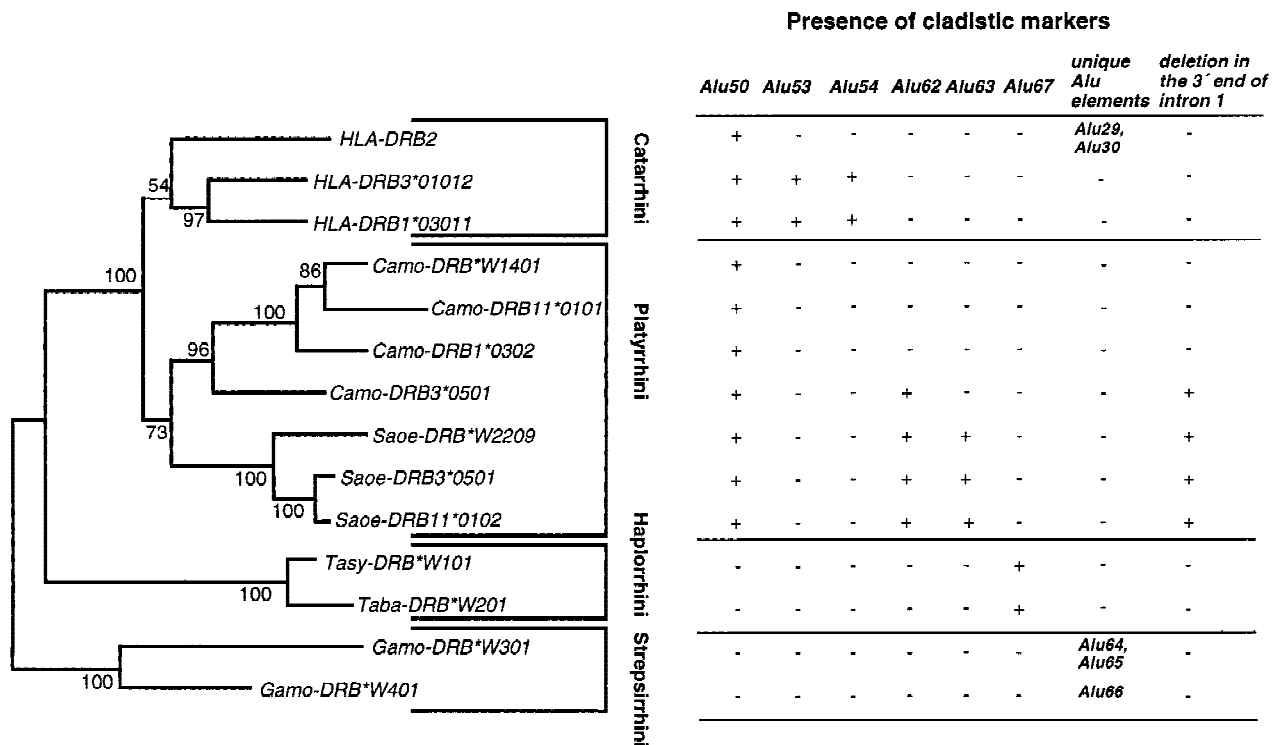 Presence of cladistic markers
Alu50 Alu53 Alu54 Alu62 Alu63 Alu67 unique Alu elements deletion in the 3´ end of intron 1
Catarrhini
HLA-DRB2 + - - - - - Alu29, Alu30 -
54
HLA-DRB3*01012 + + + - - - - -
97
HLA-DRB1*03011 + + + - - - - -
Platyrrhini
100
Camo-DRB*W1401 + - - - - - - -
86
Camo-DRB11*0101 + - - - - - - -
100
Camo-DRB1*0302 + - - - - - - -
96
Camo-DRB3*0501 + - - + - - - +
73
Saoe-DRB*W2209 + - - + + - - +
100
Saoe-DRB3*0501 + - - + + - - +
100
Saoe-DRB11*0102 + - - + + - - +
Haplorrhini
Tasy-DRB*W101 - - - - - + - -
100
Taba-DRB*W201 - - - - - + - -
Strepsirrhini
Gamo-DRB*W301 - - - - - - Alu64, Alu65 -
100
Gamo-DRB*W401 - - - - - - Alu66 -